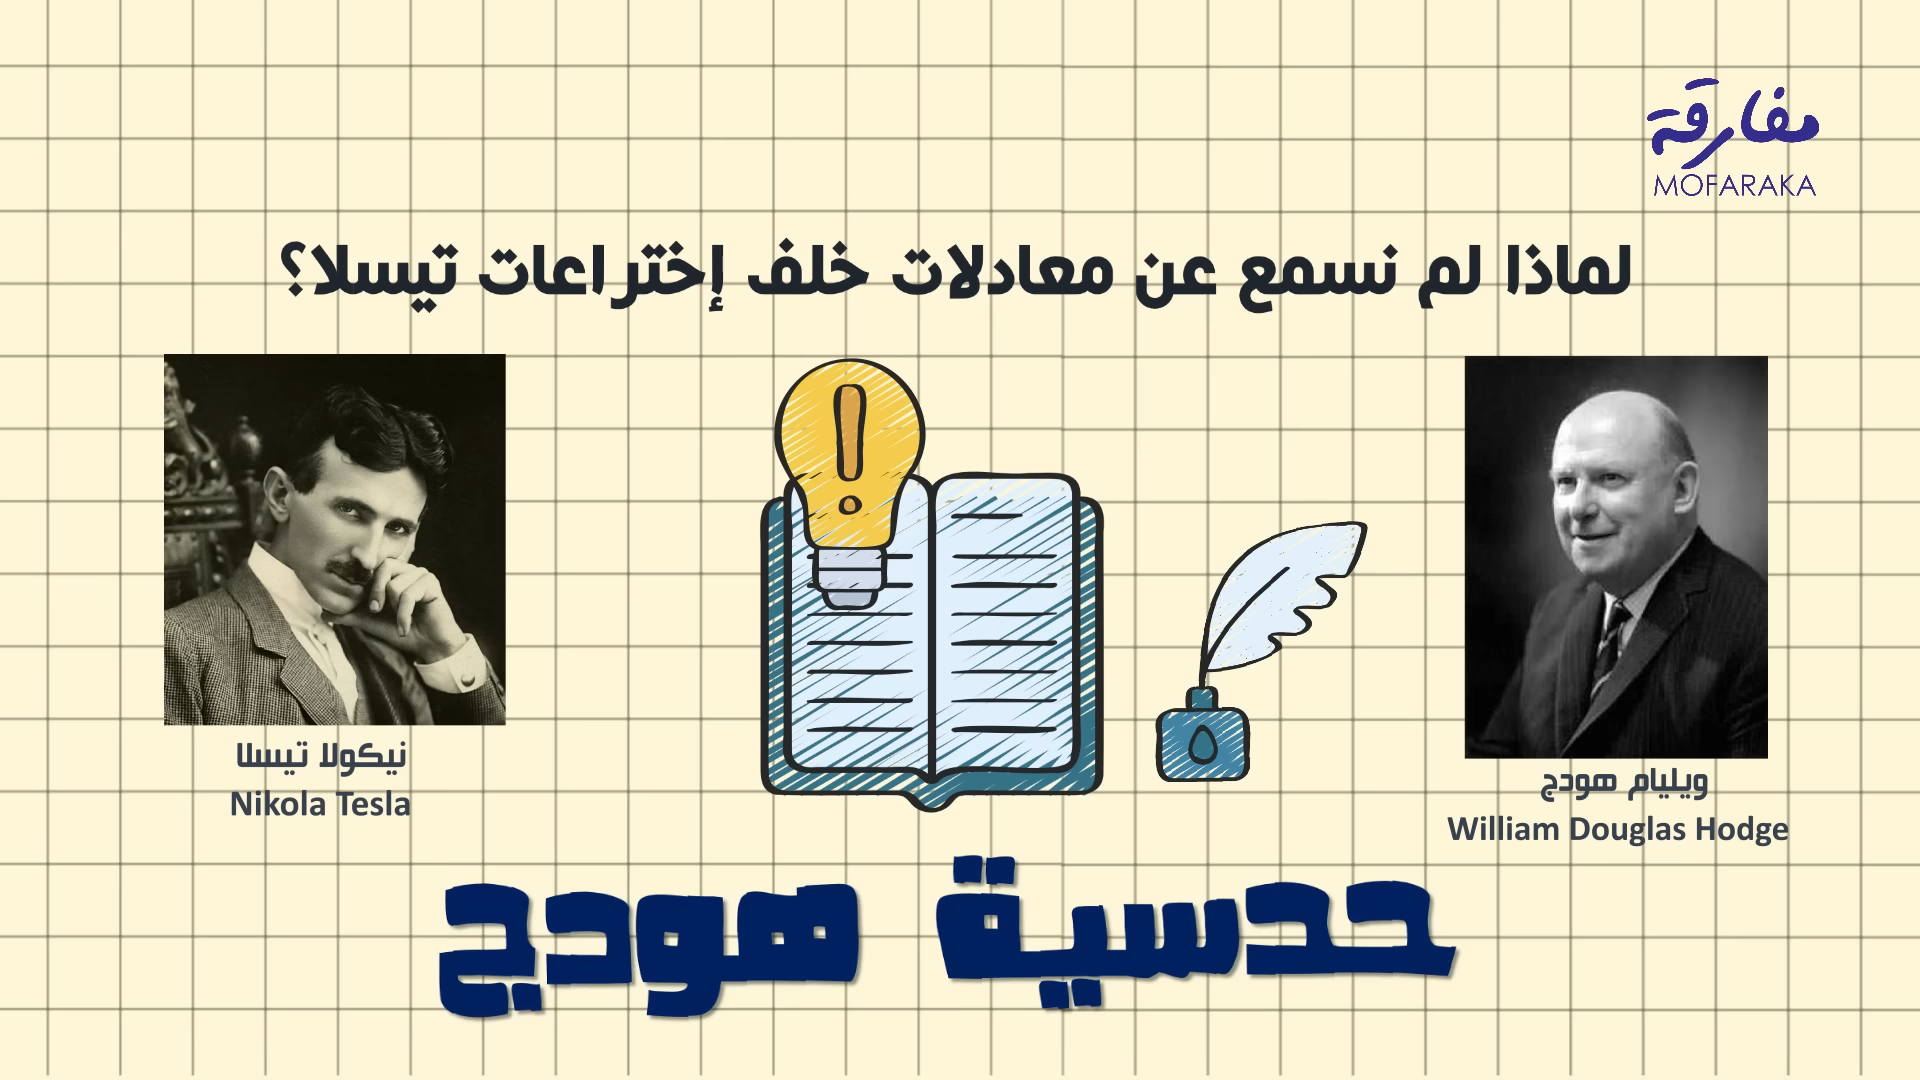 مفارقة
MOFARAKA
لماذا لم نسمع عن معادلات خلف إختراعات تيسلا؟
نيكولا تيسلا
Nikola Tesla
ويليام هودج
William Douglas Hodge
حدسية هودج